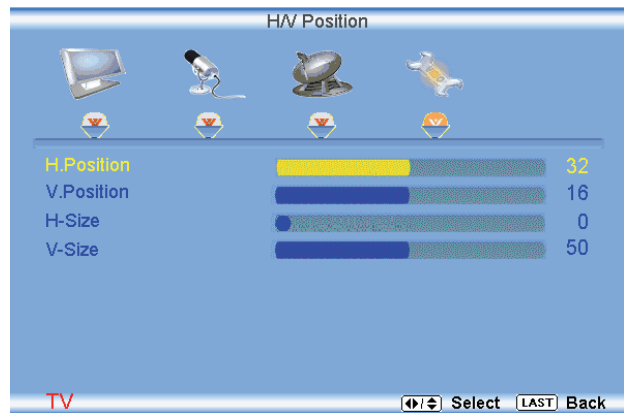 H/V Position
H.Position 32
V.Position 16
H-Size 0
V-Size 50
TV Select LAST Back